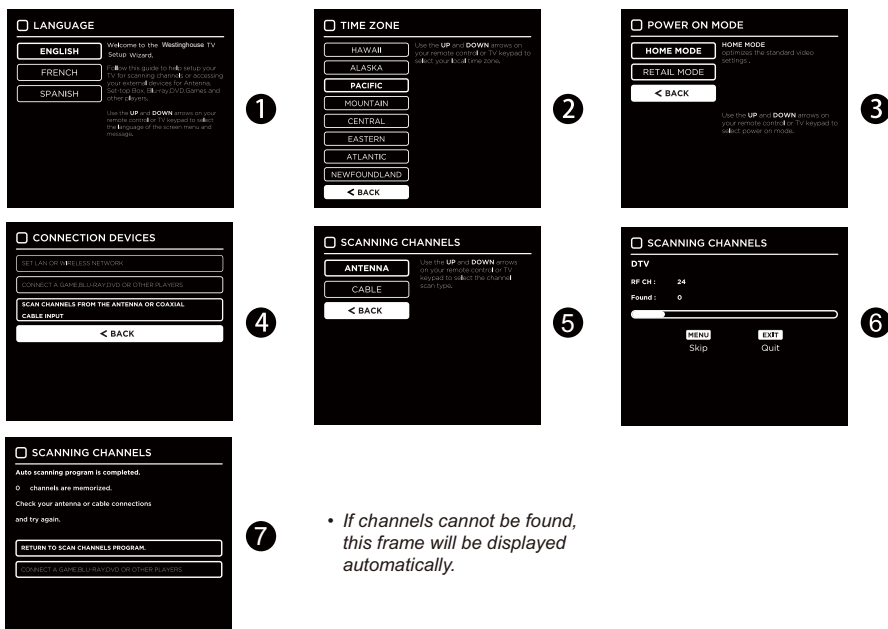 LANGUAGE
ENGLISH
FRENCH
SPANISH
Welcome to the Westinghouse TV
Setup Wizard.
Follow this guide to help setup your
TV for scanning channels or accessing
your external devices for Antenna.
Set-top Box, Blu-ray,DVD,Games and
other players.
Use the UP and DOWN arrows on your
remote control or TV keypad to select
the language of the screen menu and
message.
1
TIME ZONE
HAWAII
ALASKA
PACIFIC
MOUNTAIN
CENTRAL
EASTERN
ATLANTIC
NEWFOUNDLAND
< BACK
Use the UP and DOWN arrows on
your remote control or TV keypad to
select your local time zone.
2
POWER ON MODE
HOME MODE
RETAIL MODE
< BACK
HOME MODE
optimizes the standard video
settings .
Use the UP and DOWN arrows on
your remote control or TV keypad to
select power on mode.
3
CONNECTION DEVICES
SET LAN OR WIRELESS NETWORK
CONNECT A GAME,BLU-RAY,DVD OR OTHER PLAYERS
SCAN CHANNELS FROM THE ANTENNA OR COAXIAL
CABLE INPUT
< BACK
4
SCANNING CHANNELS
ANTENNA
CABLE
< BACK
Use the UP and DOWN arrows
on your remote control or TV
keypad to select the channel
scan type.
5
SCANNING CHANNELS
DTV
RF CH : 24
Found : 0
MENU EXIT
Skip Quit
6
SCANNING CHANNELS
Auto scanning program is completed.
0 channels are memorized.
Check your antenna or cable connections
and try again.
RETURN TO SCAN CHANNELS PROGRAM.
CONNECT A GAME,BLU-RAY,DVD OR OTHER PLAYERS
7
• If channels cannot be found,
this frame will be displayed
automatically.